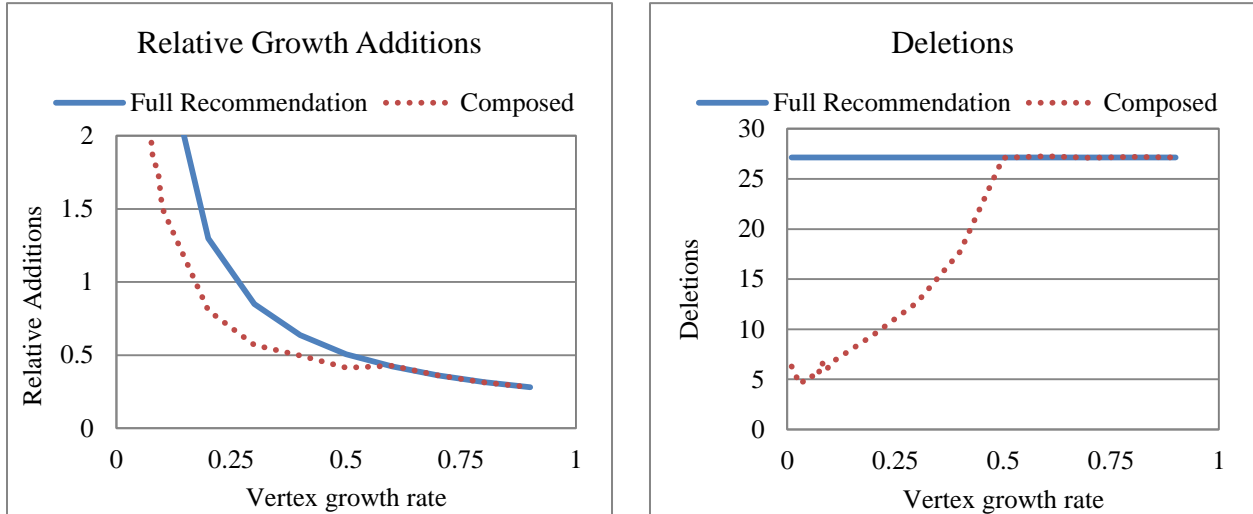 Relative Growth Additions
Full Recommendation Composed
2
1.5
1
0.5
0
Relative Additions
0 0.25 0.5 0.75 1
Vertex growth rate
Deletions
Full Recommendation Composed
30
25
20
15
10
5
0
Deletions
0 0.25 0.5 0.75 1
Vertex growth rate